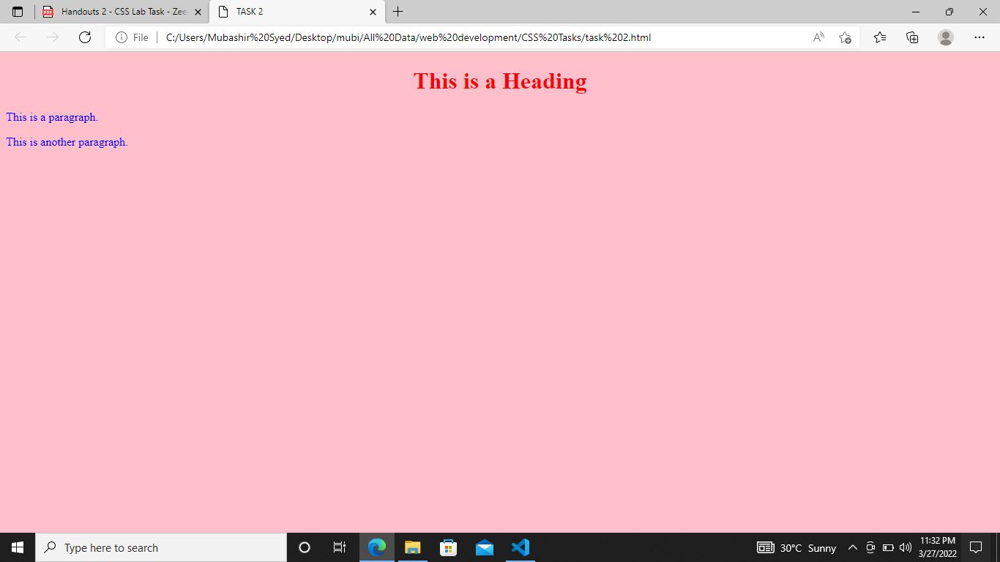 Handouts 2 - CSS Lab Task - Zee
TASK 2
File
C:/Users/Mubashir%20Syed/Desktop/mubi/All%20Data/web%20development/CSS%20Tasks/task%202.html
This is a Heading
This is a paragraph.
This is another paragraph.
Type here to search
30°C Sunny
11:32 PM
3/27/2022